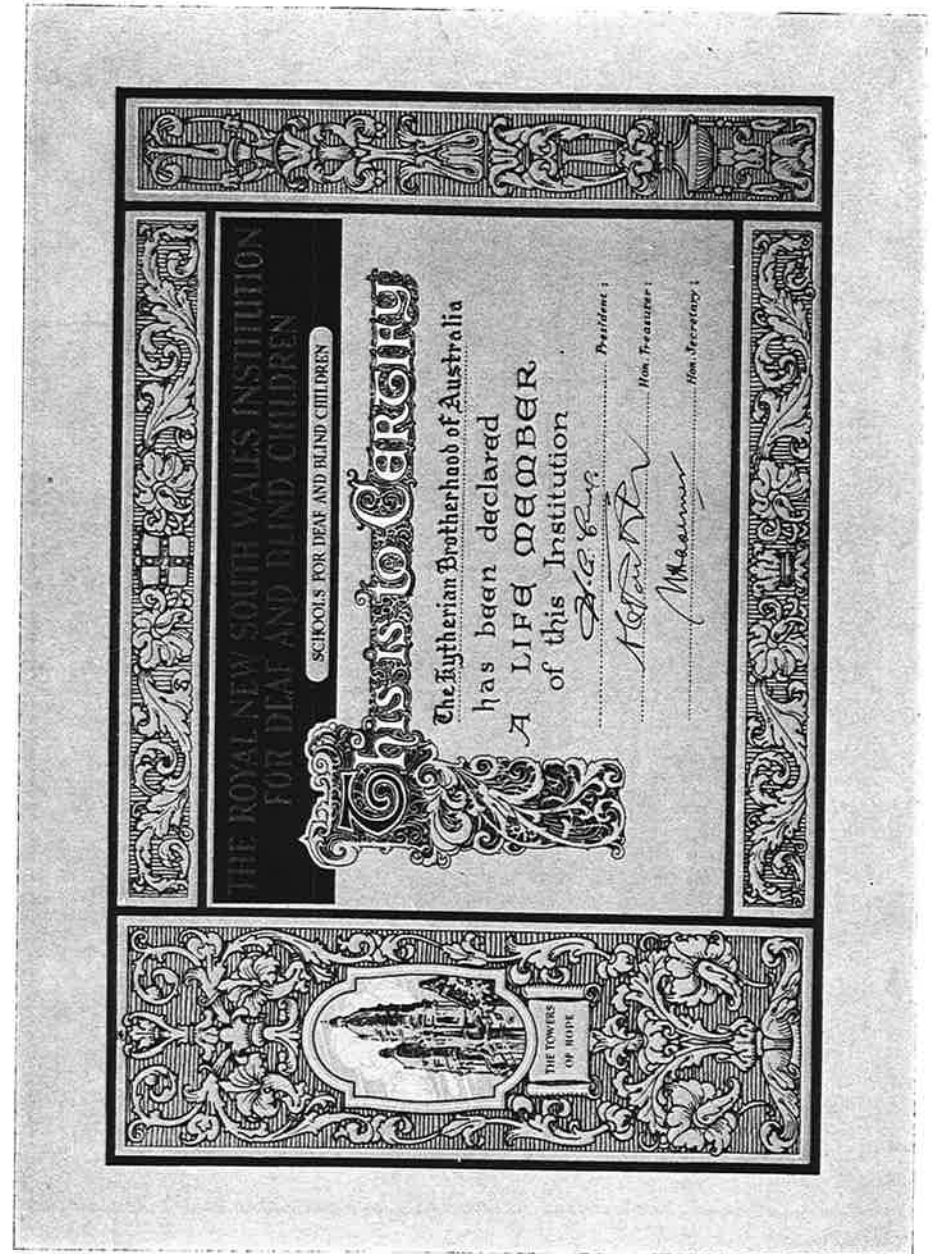 THE ROYAL NEW SOUTH WALES INSTITUTION
FOR DEAF AND BLIND CHILDREN
SCHOOLS FOR DEAF AND BLIND CHILDREN
This is to Certify
The Kytherian Brotherhood of Australia
has been declared
A LIFE MEMBER
of this Institution
President:
Hon. Treasurer:
Hon. Secretary:
THE TOWERS
OF HOPE